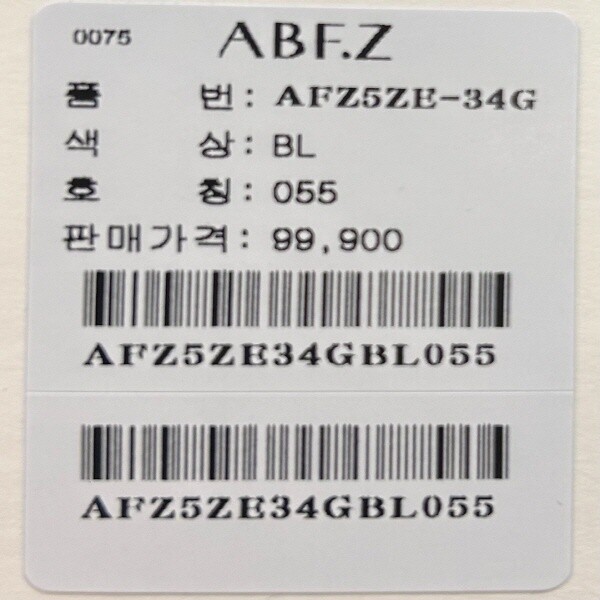 0075 ABF.Z
품 번 : AFZ5ZE-34G
색 상 : BL
호 칭 : 055
판매가격 : 99,900
AFZ5ZE34GBL055
AFZ5ZE34GBL055